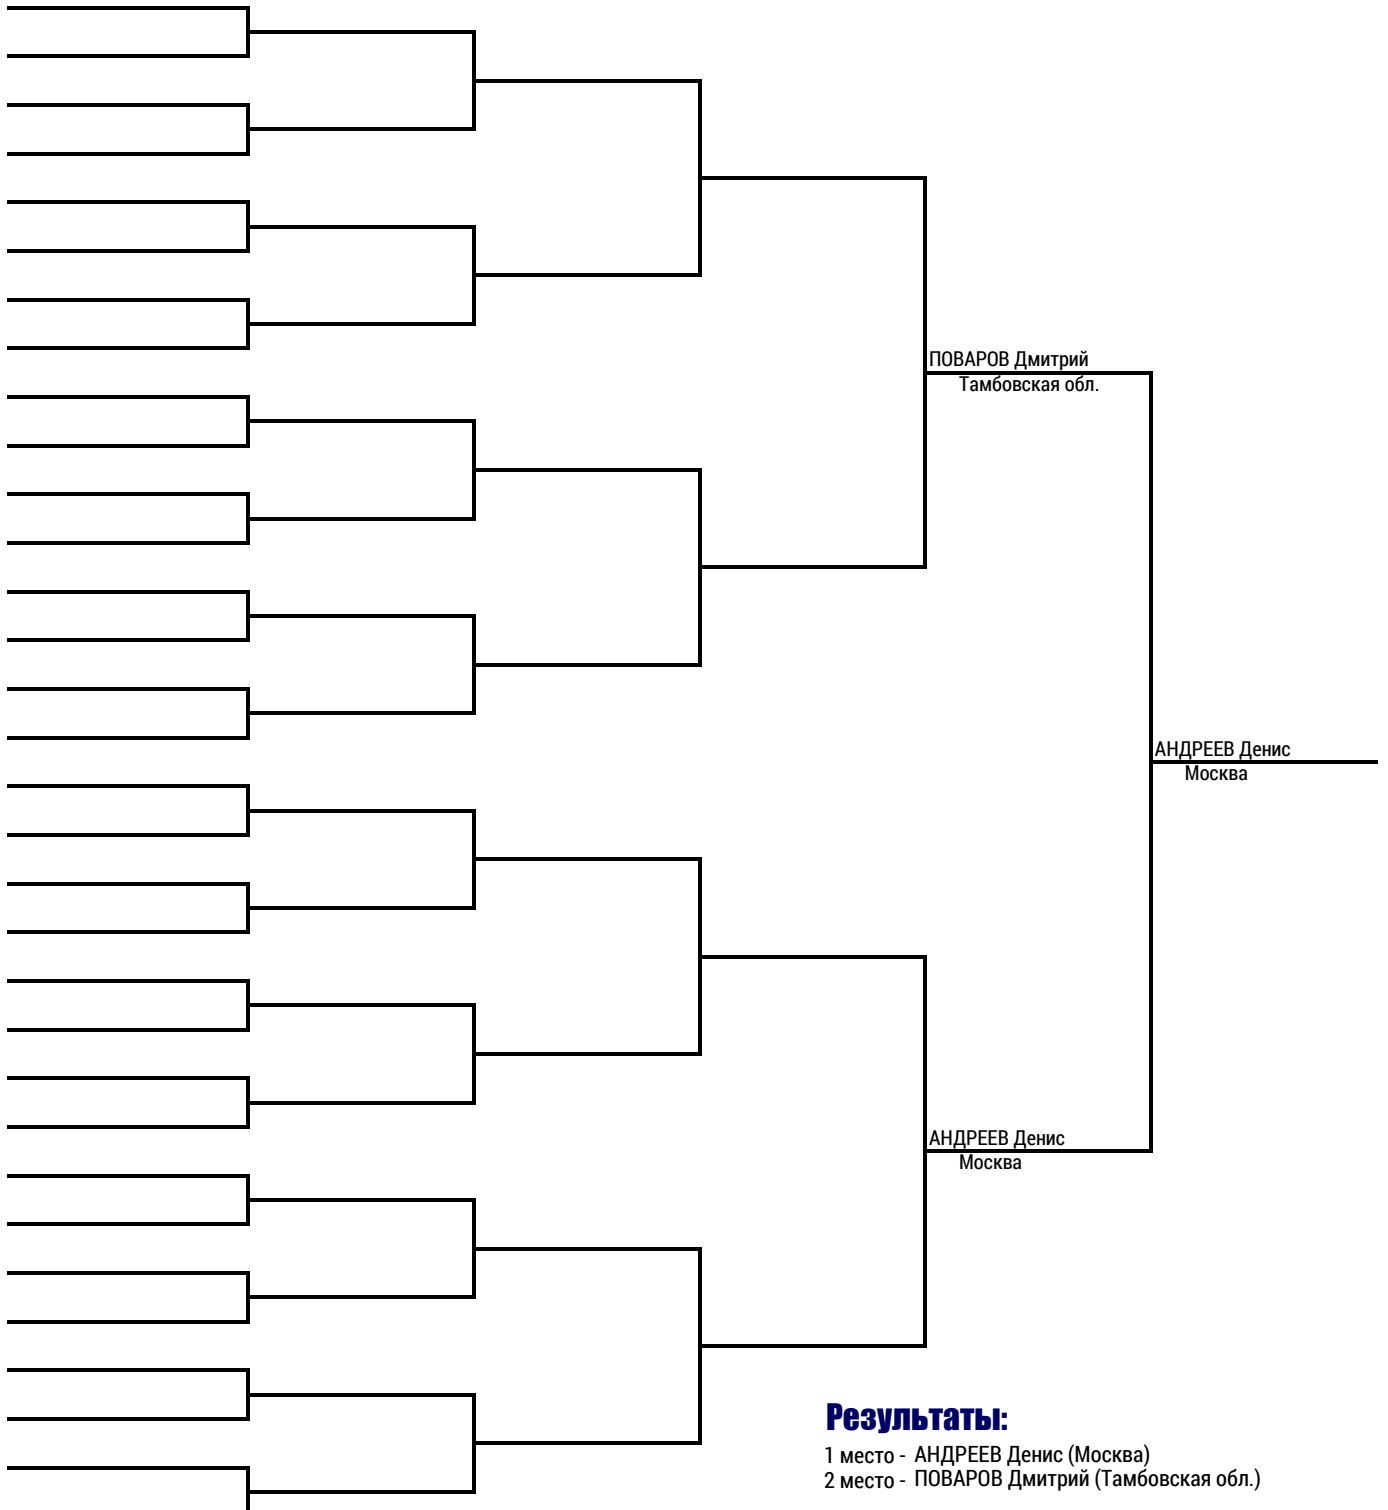 ПОВАРОВ Дмитрий
Тамбовская обл.
АНДРЕЕВ Денис
Москва
АНДРЕЕВ Денис
Москва
Результаты:
1 место - АНДРЕЕВ Денис (Москва)
2 место - ПОВАРОВ Дмитрий (Тамбовская обл.)